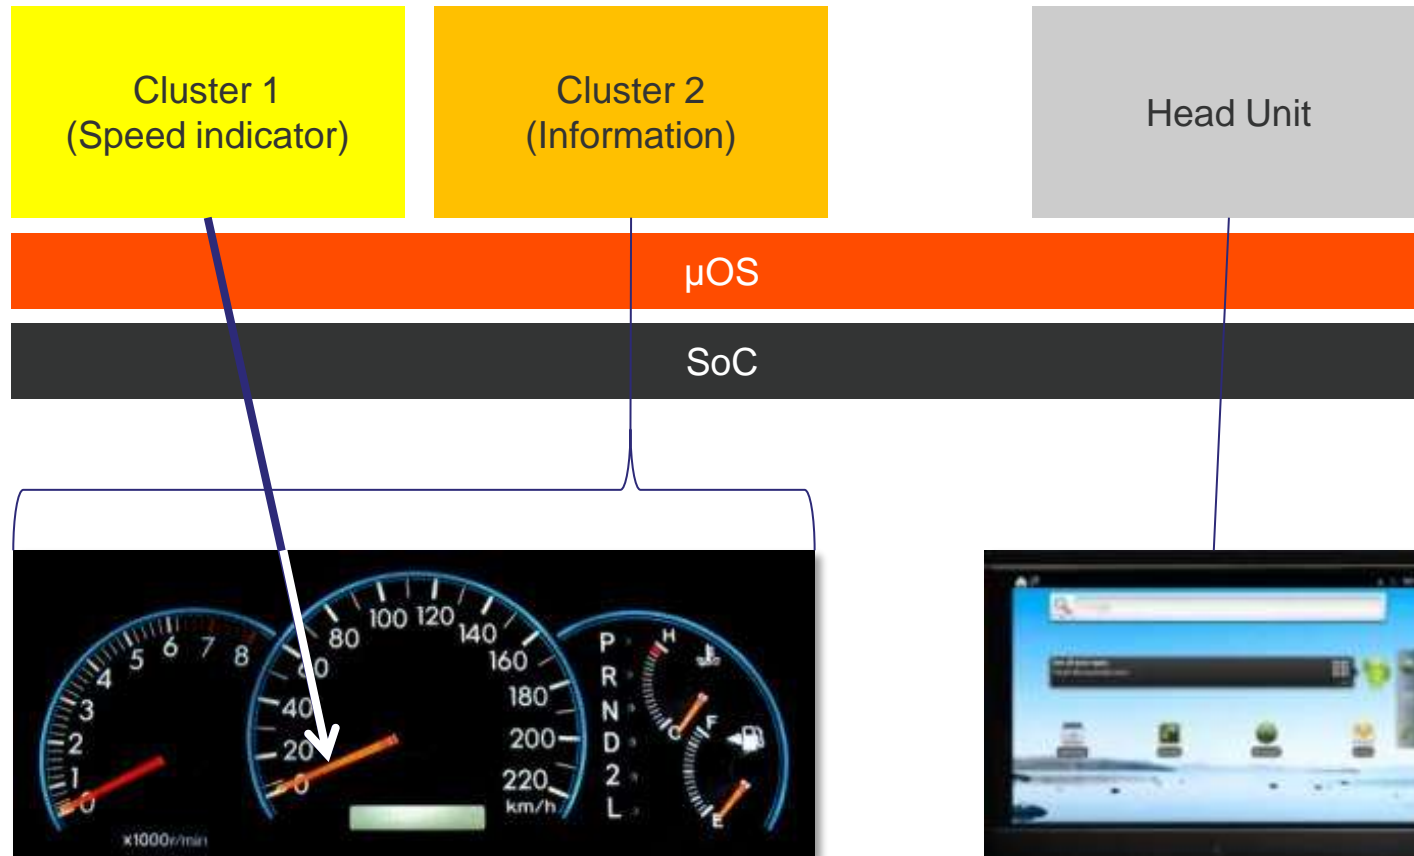 Cluster 1
(Speed indicator)
Cluster 2
(Information)
Head Unit
µOS
SoC
0
1
2
3
4
5
6
7
8
x1000r/min
0
20
40
60
80
100
120
140
160
180
200
220
km/h
P
R
N
D
2
L
H
C
F
E